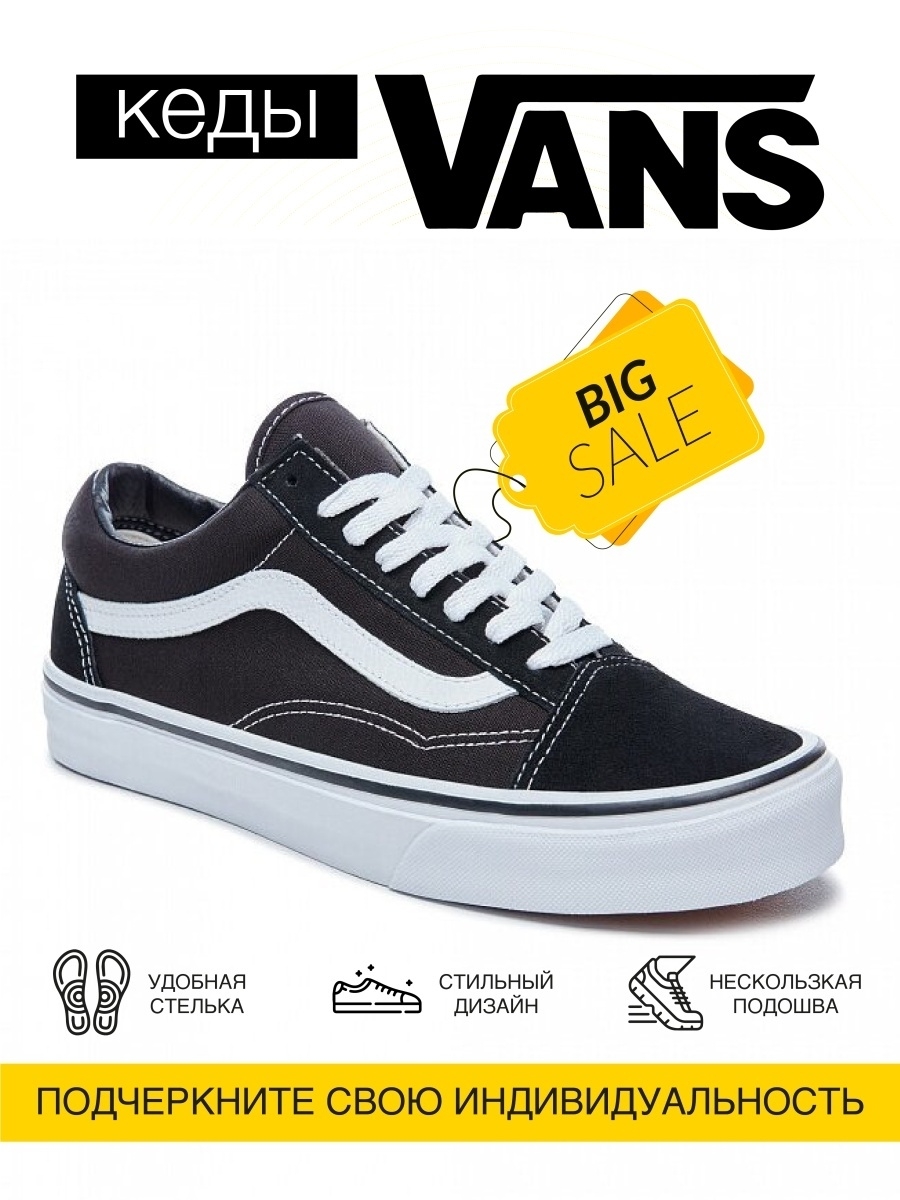 кеды
VANS
BIG
SALE
УДОБНАЯ
СТЕЛЬКА
СТИЛЬНЫЙ
ДИЗАЙН
НЕСКОЛЬЗКАЯ
ПОДОШВА
ПОДЧЕРКНИТЕ СВОЮ ИНДИВИДУАЛЬНОСТЬ